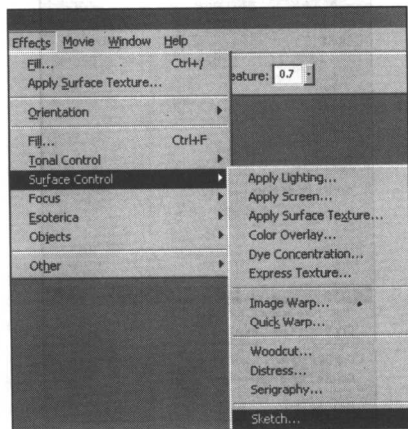 Effects Movie Window Help
Fill... Ctrl+/
Apply Surface Texture...
eature: 0.7
Orientation
Fill... Ctrl+F
Tonal Control
Surface Control
Focus
Esoterica
Objects
Other
Apply Lighting...
Apply Screen...
Apply Surface Texture...
Color Overlay...
Dye Concentration...
Express Texture...
Image Warp...
Quick Warp...
Woodcut...
Distress...
Serigraphy...
Sketch...